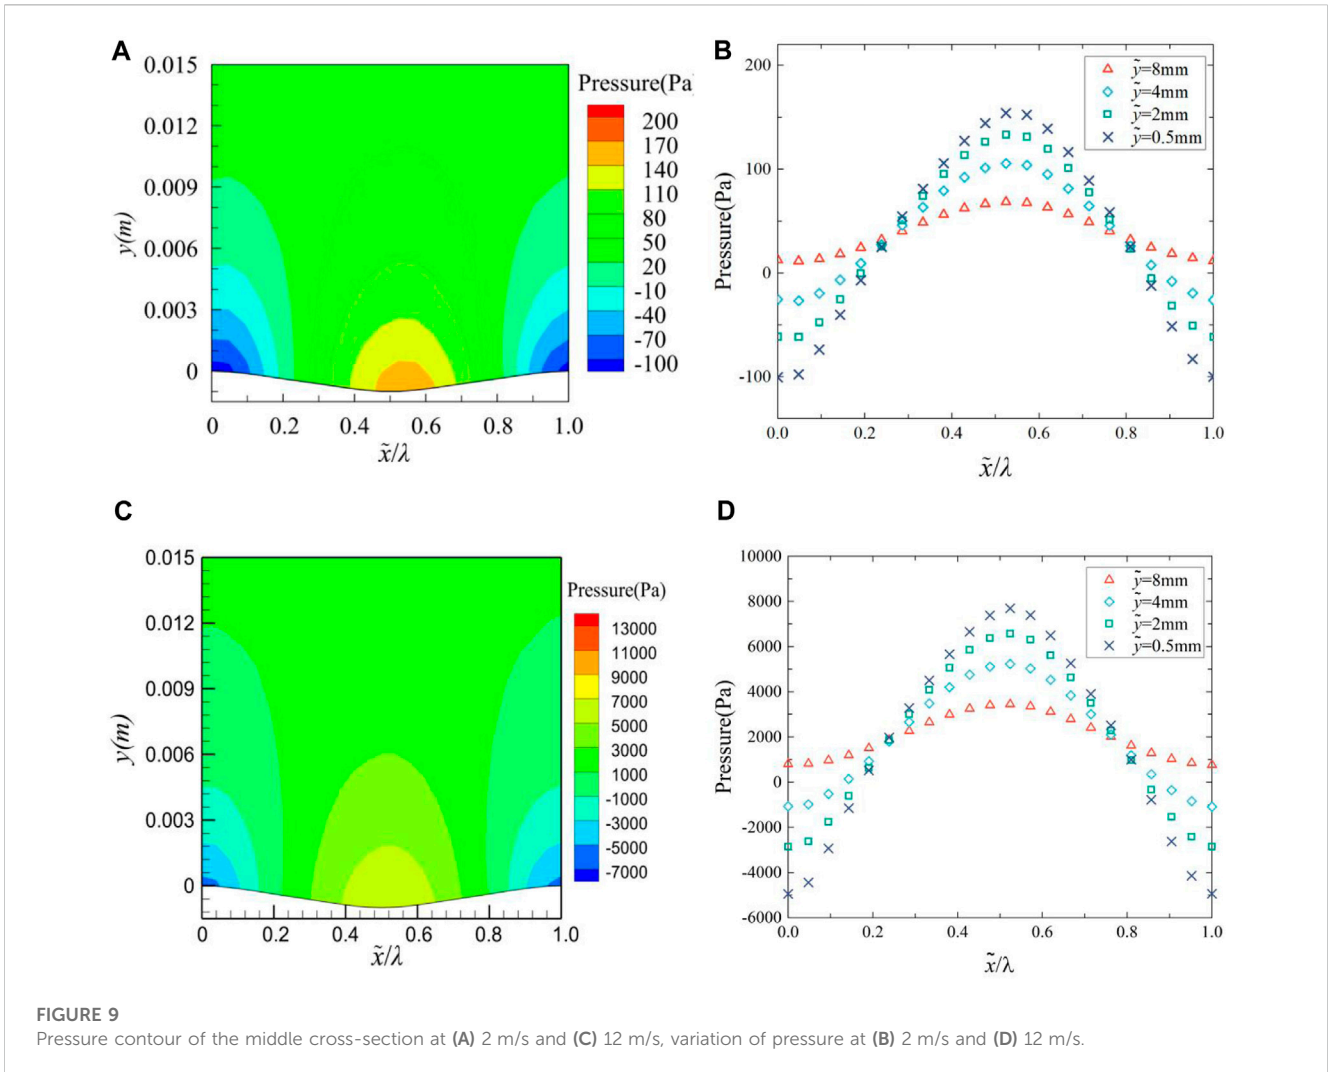 A
Pressure(Pa)
200
170
140
110
80
50
20
-10
-40
-70
-100
0.015
0.012
0.009
0.006
0.003
0
y(m)
0 0.2 0.4 0.6 0.8 1.0
x̃/λ
B
200
100
0
-100
Pressure(Pa)
ỹ=8mm
ỹ=4mm
ỹ=2mm
ỹ=0.5mm
0.0 0.2 0.4 0.6 0.8 1.0
x̃/λ
C
Pressure(Pa)
13000
11000
9000
7000
5000
3000
1000
-1000
-3000
-5000
-7000
0.015
0.012
0.009
0.006
0.003
0
y(m)
0 0.2 0.4 0.6 0.8 1.0
x̃/λ
D
10000
8000
6000
4000
2000
0
-2000
-4000
-6000
Pressure(Pa)
ỹ=8mm
ỹ=4mm
ỹ=2mm
ỹ=0.5mm
0.0 0.2 0.4 0.6 0.8 1.0
x̃/λ
FIGURE 9
Pressure contour of the middle cross-section at (A) 2 m/s and (C) 12 m/s, variation of pressure at (B) 2 m/s and (D) 12 m/s.